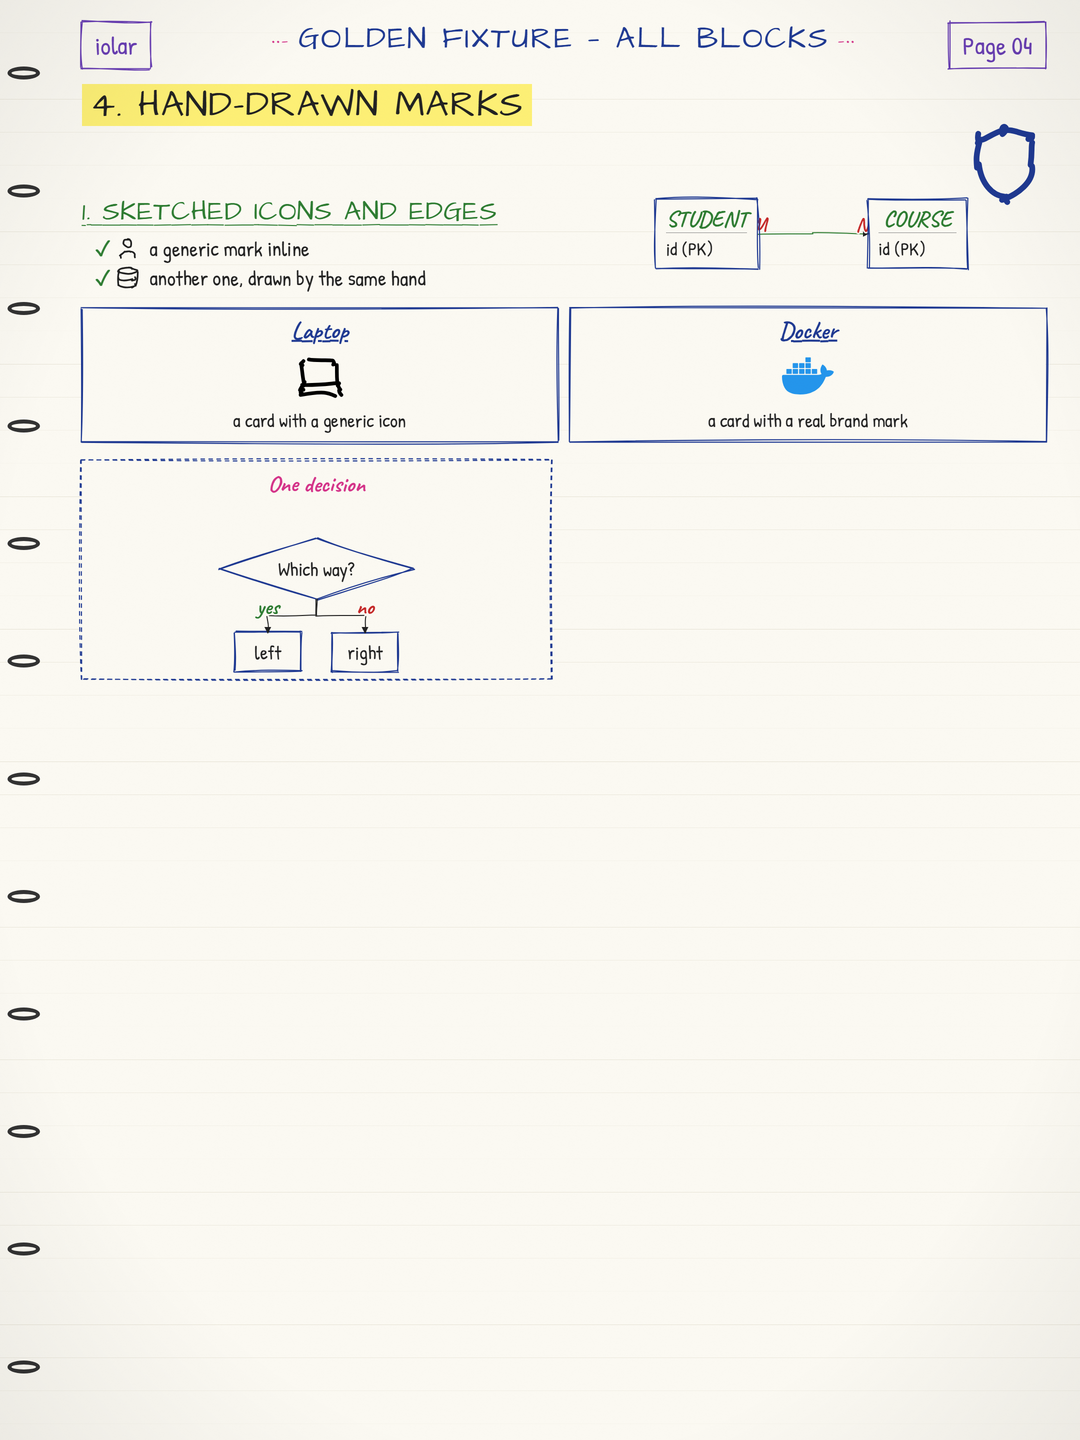 iolar
GOLDEN FIXTURE - ALL BLOCKS
Page 04
4. HAND-DRAWN MARKS
1. SKETCHED ICONS AND EDGES
✓ a generic mark inline
✓ another one, drawn by the same hand
STUDENT
id (PK)
N
COURSE
id (PK)
Laptop
a card with a generic icon
Docker
a card with a real brand mark
One decision
Which way?
yes
no
left
right